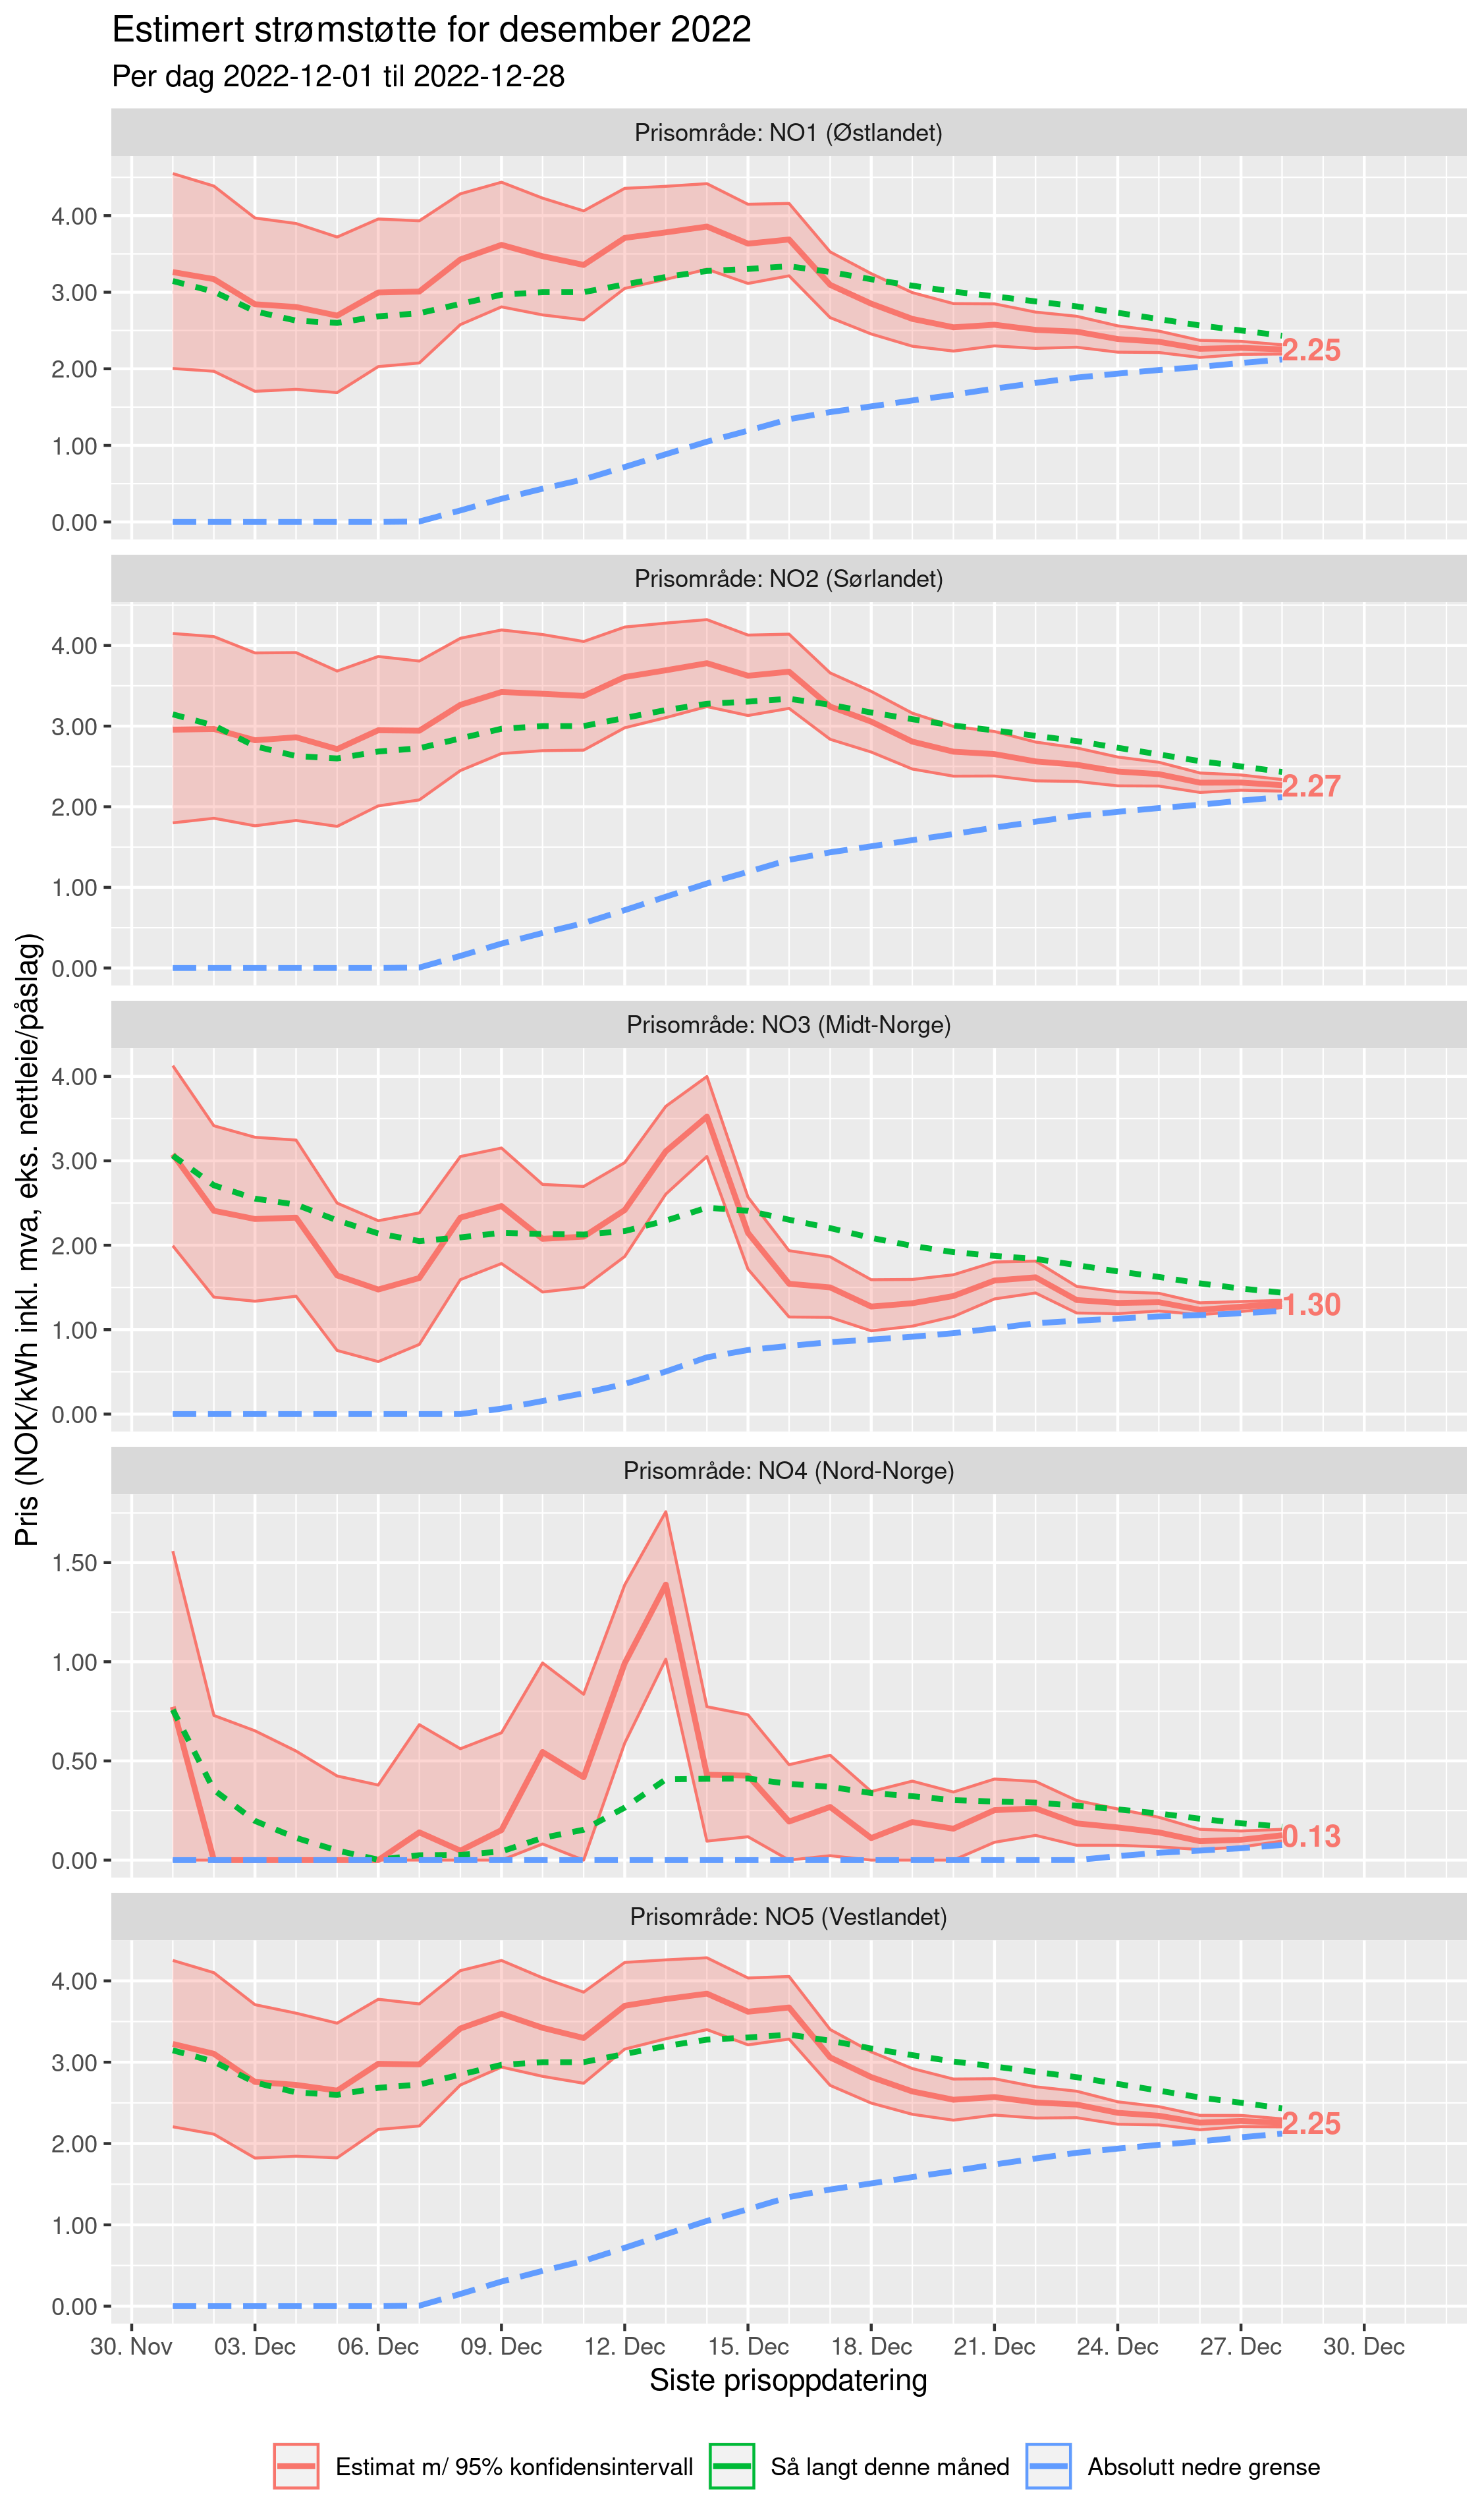 Estimert strømstøtte for desember 2022
Per dag 2022-12-01 til 2022-12-28
Pris (NOK/kWh inkl. mva, eks. nettleie/påslag)
Prisområde: NO1 (Østlandet)
4.00
3.00
2.00
1.00
0.00
2.25
Prisområde: NO2 (Sørlandet)
4.00
3.00
2.00
1.00
0.00
2.27
Prisområde: NO3 (Midt-Norge)
4.00
3.00
2.00
1.00
0.00
1.30
Prisområde: NO4 (Nord-Norge)
1.50
1.00
0.50
0.00
0.13
Prisområde: NO5 (Vestlandet)
4.00
3.00
2.00
1.00
0.00
2.25
30. Nov 03. Dec 06. Dec 09. Dec 12. Dec 15. Dec 18. Dec 21. Dec 24. Dec 27. Dec 30. Dec
Siste prisoppdatering
Estimat m/ 95% konfidensintervall Så langt denne måned Absolutt nedre grense